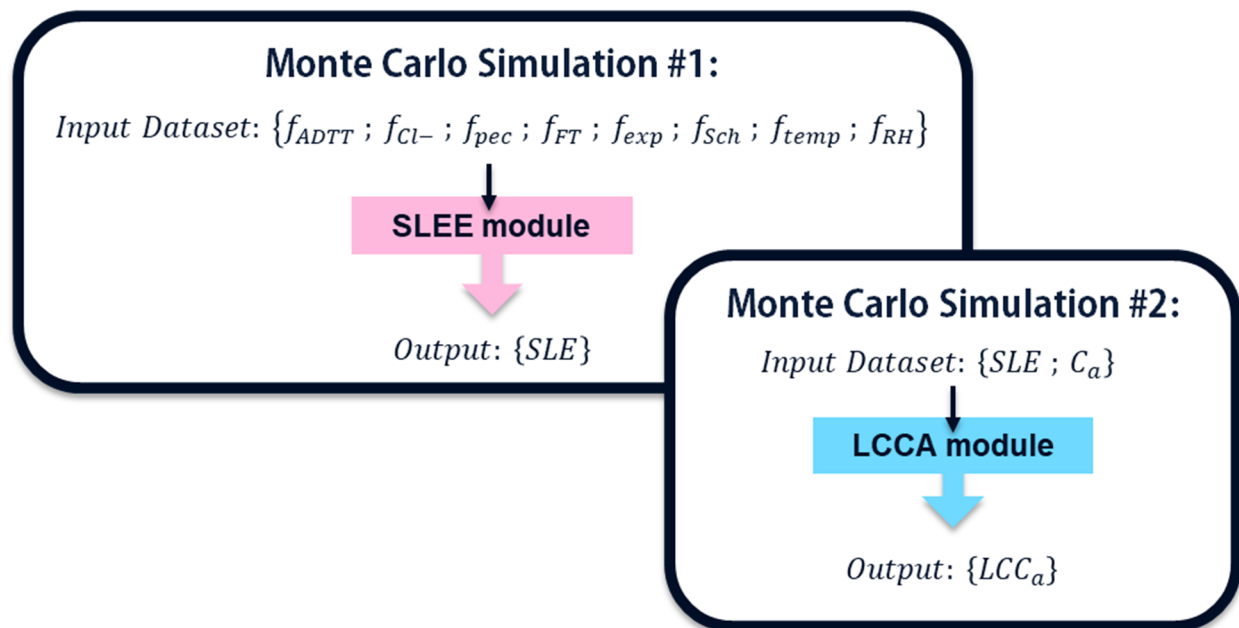 Monte Carlo Simulation #1:
Input Dataset: {f_ADTT ; f_Cl− ; f_pec ; f_FT ; f_exp ; f_Sch ; f_temp ; f_RH}
SLEE module
Output: {SLE}
Monte Carlo Simulation #2:
Input Dataset: {SLE ; C_a}
LCCA module
Output: {LCC_a}